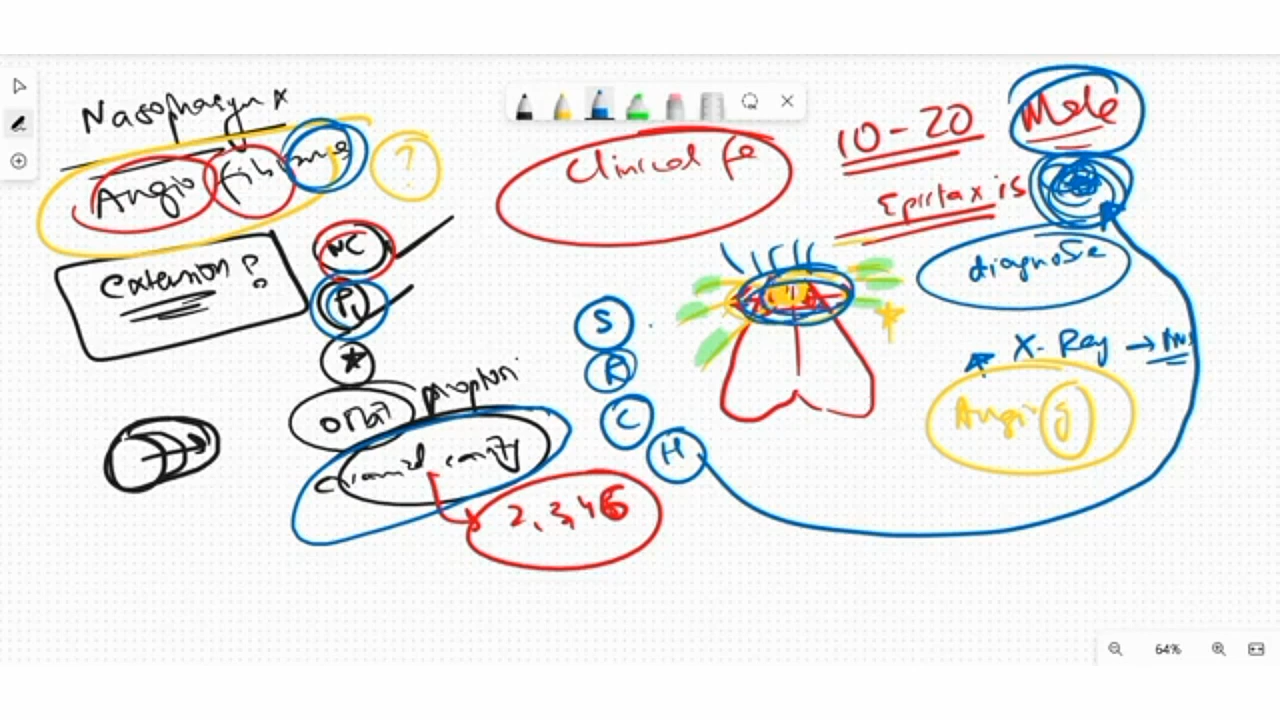 Nasopharynx
Angio fibroma
?
Extension?
NC
P
Orbit
cranial cavity
2, 3, 4, 6
Clinical fe
S
R
C
H
10-20
Male
Epistaxis
diagnose
X-Ray →
Angio g
64%